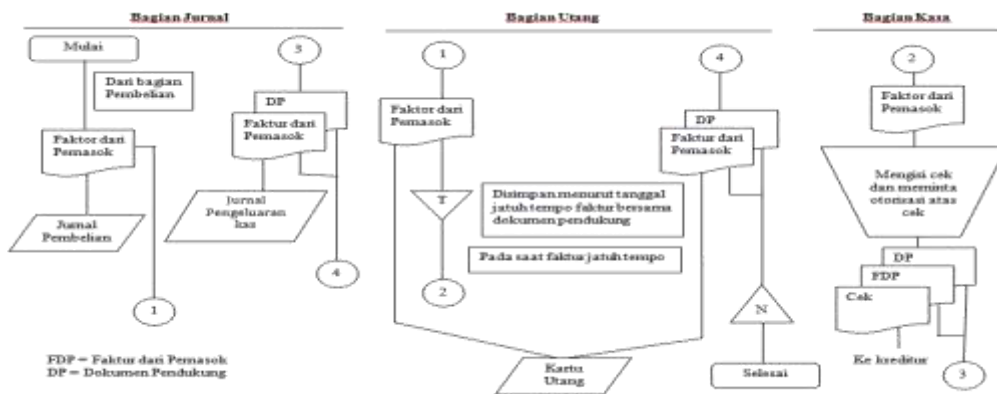 Bagian Jurnal
Mulai
Dari bagian
Pembelian
Faktor dari
Pemasok
Jurnal
Pembelian
1
3
DP
Faktur dari
Pemasok
Jurnal
Pengeluaran
kas
4
FDP = Faktur dari Pemasok
DP = Dokumen Pendukung
Bagian Utang
1
Faktor dari
Pemasok
T
2
Disimpan menurut tanggal
jatuh tempo faktur bersama
dokumen pendukung
Pada saat faktur jatuh tempo
Kartu
Utang
4
DP
Faktur dari
Pemasok
N
Selesai
Bagian Kasa
2
Faktor dari
Pemasok
Mengisi cek
dan meminta
otorisasi atas
cek
DP
FDP
Cek
Ke kreditur
3